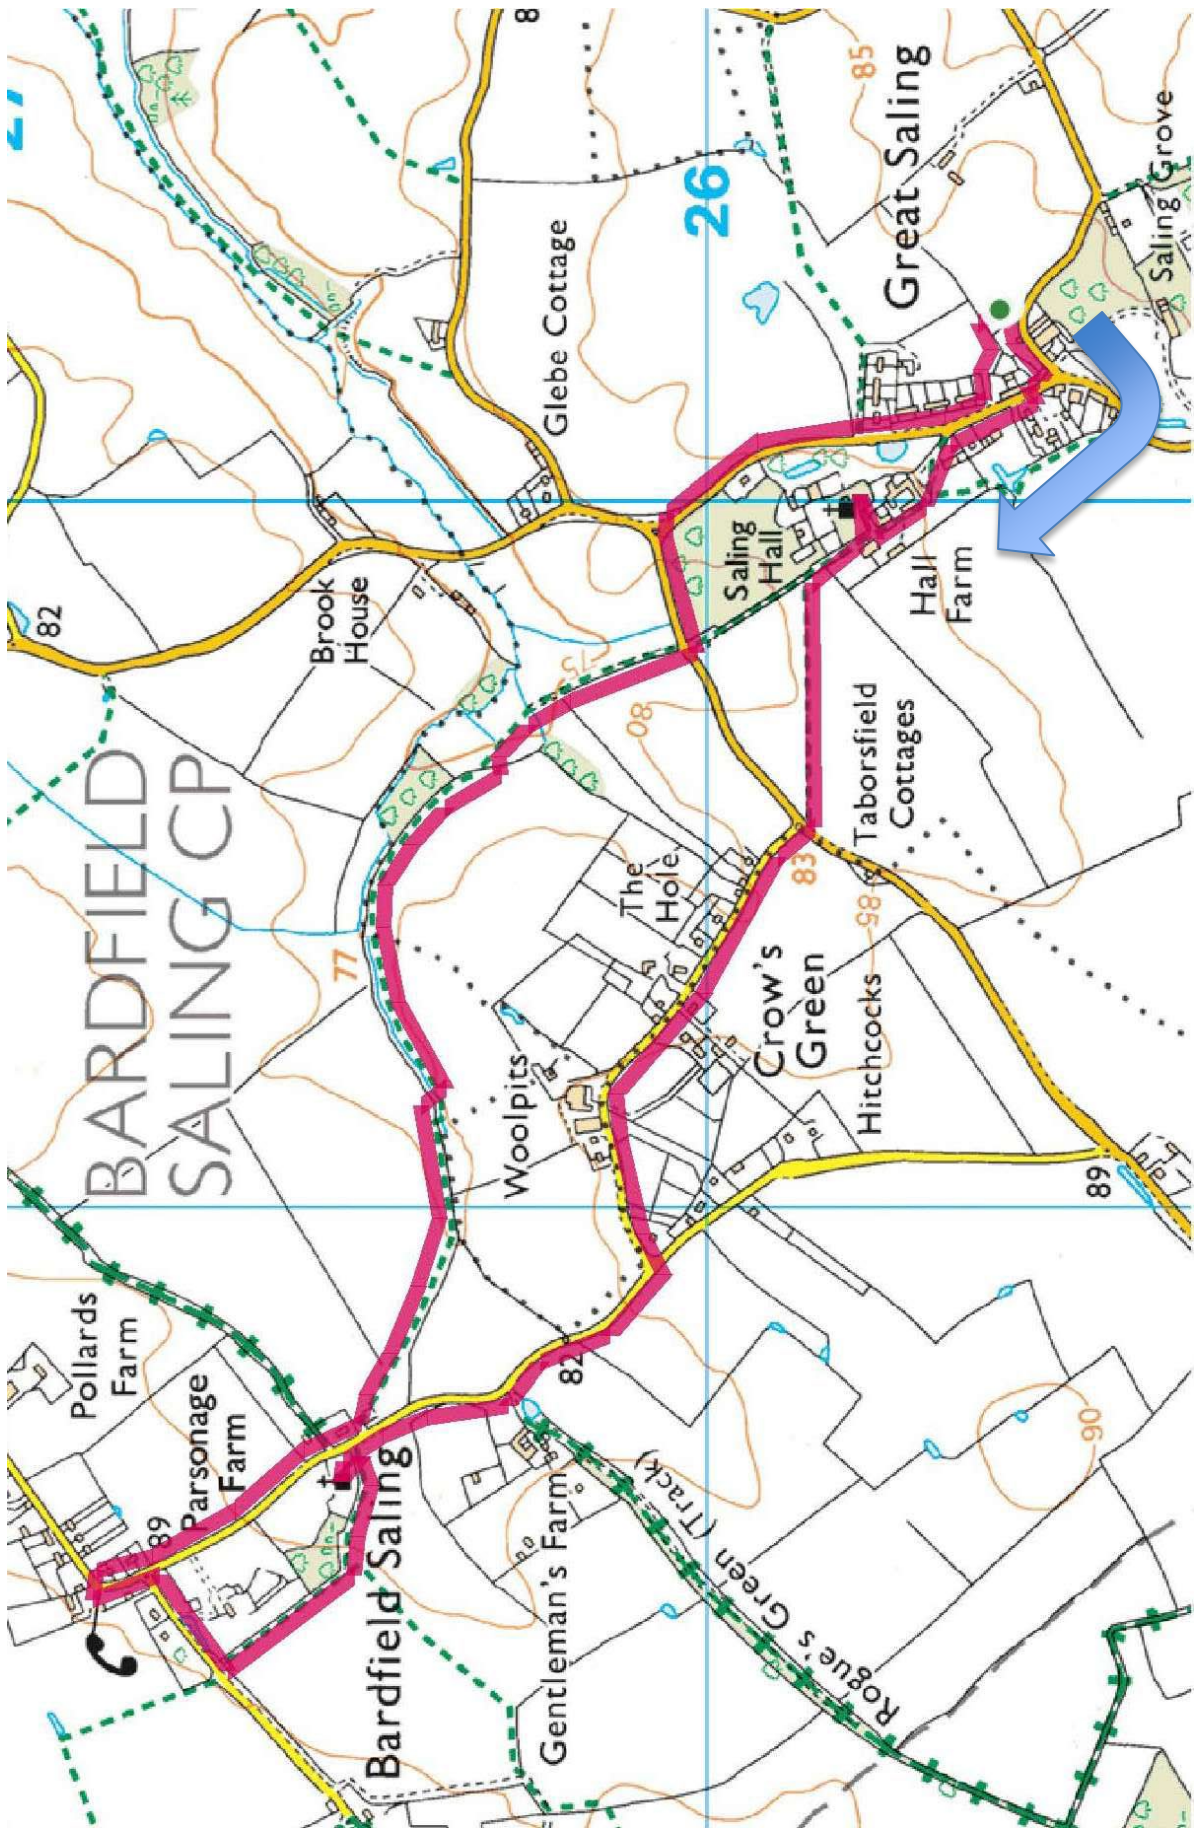 27
8
85
Great Saling
Saling Grove
26
Glebe Cottage
82
Brook
House
Saling
Hall
Hall
Farm
75
80
BARDFIELD
SALING CP
77
The
Hole
83
Taborsfield
Cottages
85
Crow's
Green
Hitchcocks
Woolpits
89
Pollards
Farm
Parsonage
Farm
82
89
Bardfield Saling
Gentleman's Farm
Rogue's Green
(Track)
90